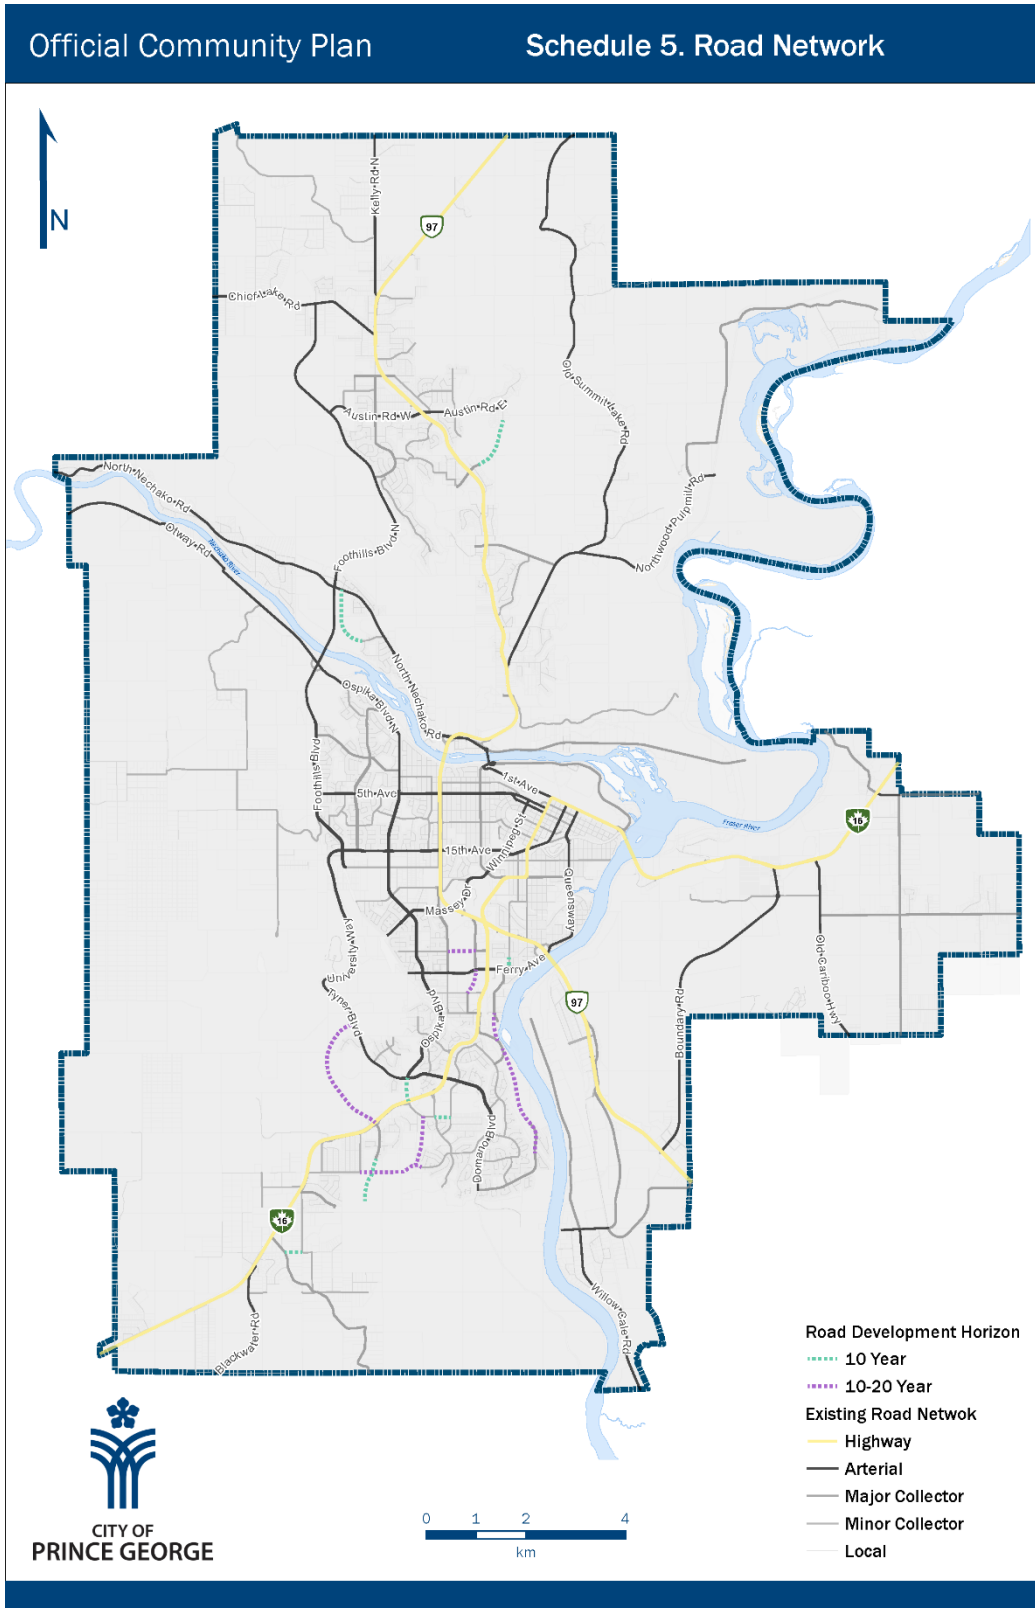 Official Community Plan
Schedule 5. Road Network
N
Kelly Rd N
97
Chief Lake Rd
Old Summit Lake Rd
Austin Rd W
Austin Rd E
North Nechako Rd
Otway Rd
Nechako River
Foothills Blvd N
Northwood Pulpmill Rd
North Nechako Rd
Ospika Blvd N
Foothills Blvd
1st Ave
5th Ave
Winnipeg St
Fraser River
16
15th Ave
Queensway
Massey Dr
University Way
Old Cariboo Hwy
Ferry Ave
Tyner Blvd
Ospika Blvd
97
Boundary Rd
Domano Blvd
16
Willow Cale Rd
Blackwater Rd
Road Development Horizon
10 Year
10-20 Year
Existing Road Netwok
Highway
Arterial
Major Collector
Minor Collector
Local
CITY OF
PRINCE GEORGE
0 1 2 4
km